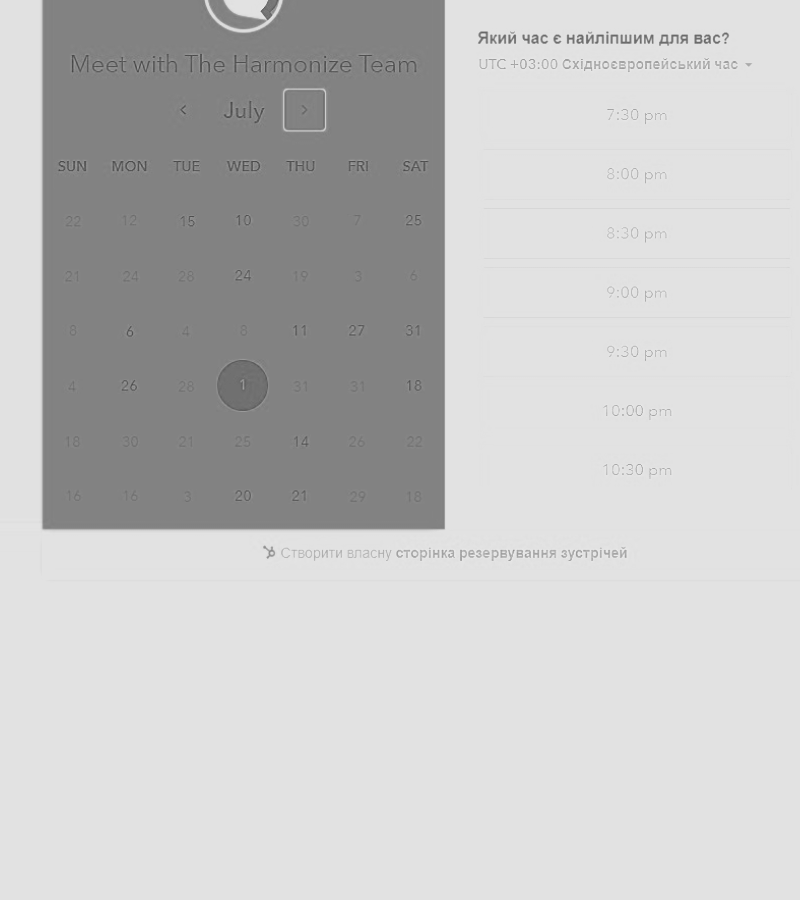 Meet with The Harmonize Team
July
SUN MON TUE WED THU FRI SAT
22 12 15 10 30 7 25
21 24 28 24 19 3 6
8 6 4 8 11 27 31
4 26 28 1 31 31 18
18 30 21 25 14 26 22
16 16 3 20 21 29 18
Який час є найліпшим для вас?
UTC +03:00 Східноєвропейський час
7:30 pm
8:00 pm
8:30 pm
9:00 pm
9:30 pm
10:00 pm
10:30 pm
Створити власну сторінка резервування зустрічей